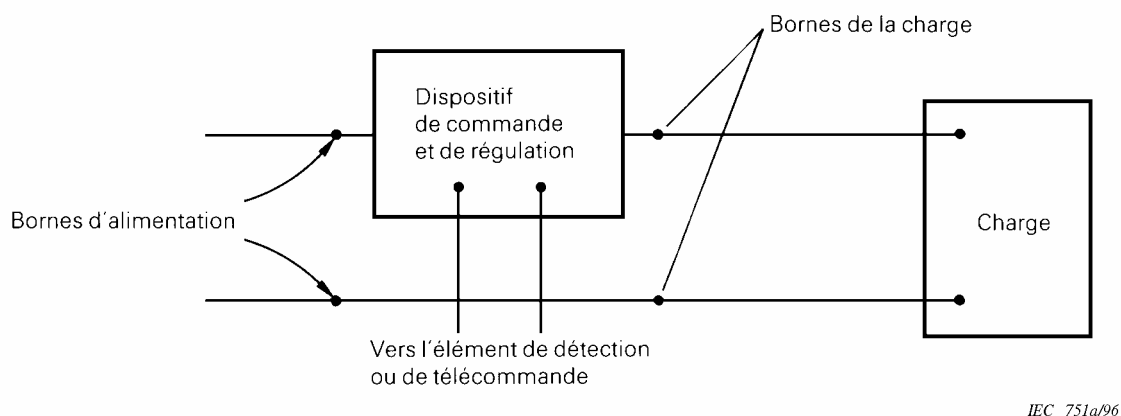 Bornes de la charge
Dispositif
de commande
et de régulation
Bornes d'alimentation
Charge
Vers l'élément de détection
ou de télécommande
IEC 751a/96